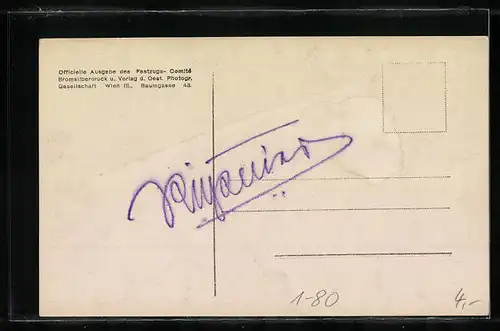 Officielle Ausgabe des Festzugs- Comité
Bromsilberdruck u. Verlag d. Oest. Photogr.
Gesellschaft Wien III., Baumgasse 43.
1-80
4,-